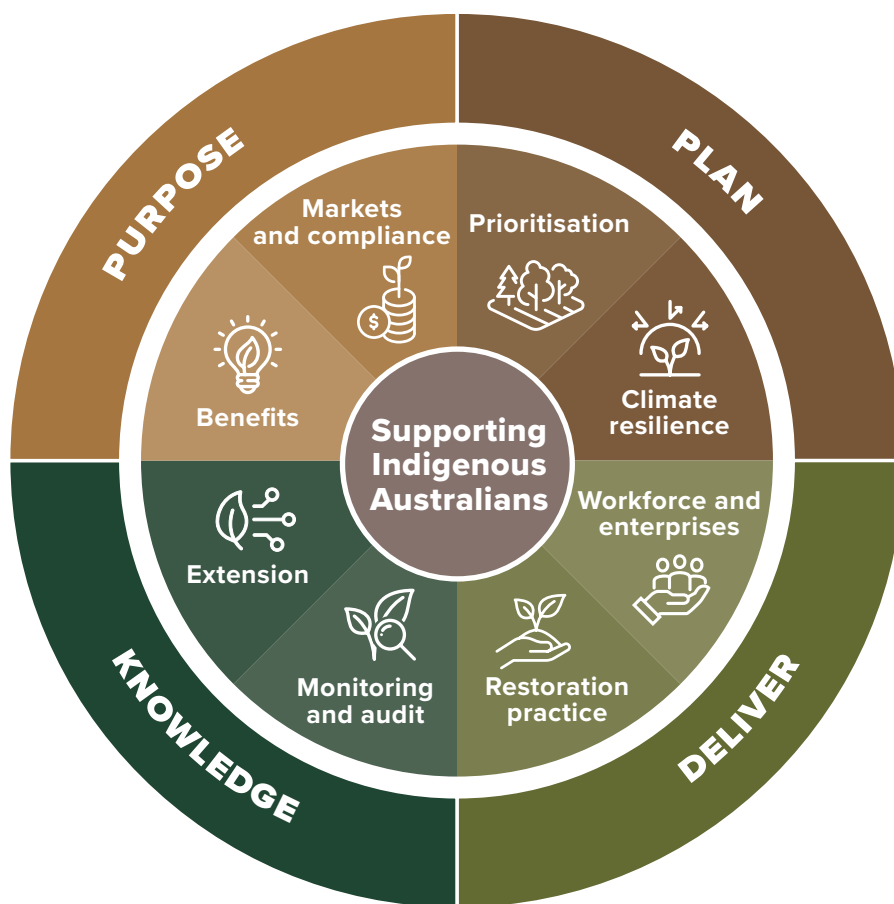 PURPOSE
PLAN
Markets
and compliance
Prioritisation
$
Benefits
Climate
resilience
Supporting
Indigenous
Australians
Workforce and
enterprises
Extension
Monitoring
and audit
Restoration
practice
KNOWLEDGE
DELIVER